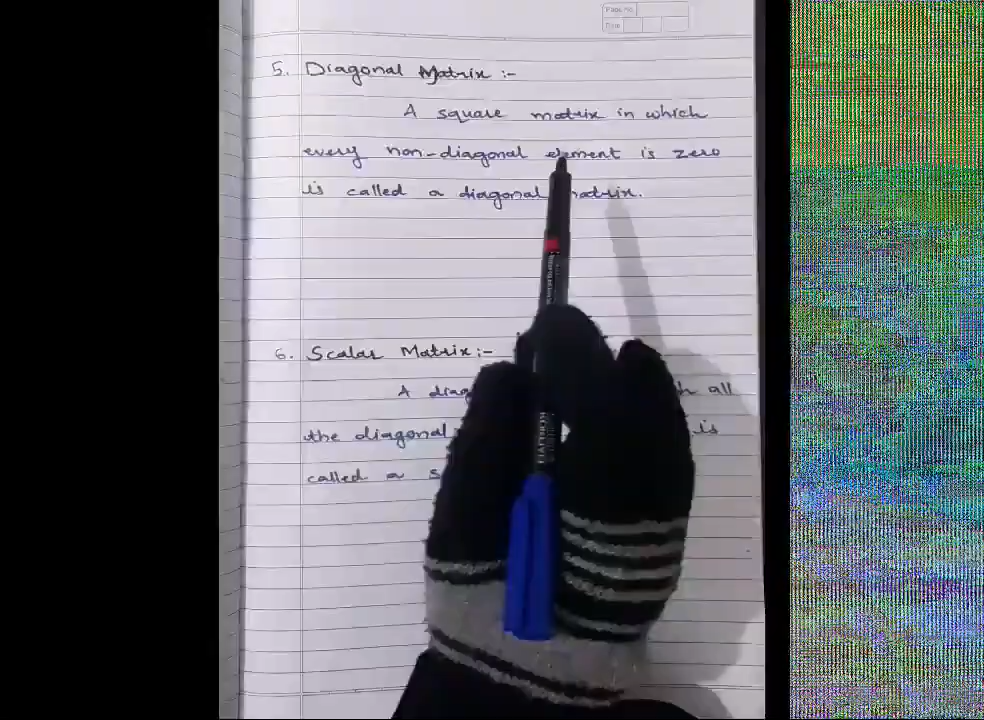 Page No.
Date
5. Diagonal Matrix :-
A square matrix in which
every non-diagonal element is zero
is called a diagonal matrix.
6. Scalar Matrix :-
A diag all
the diagonal is
called a